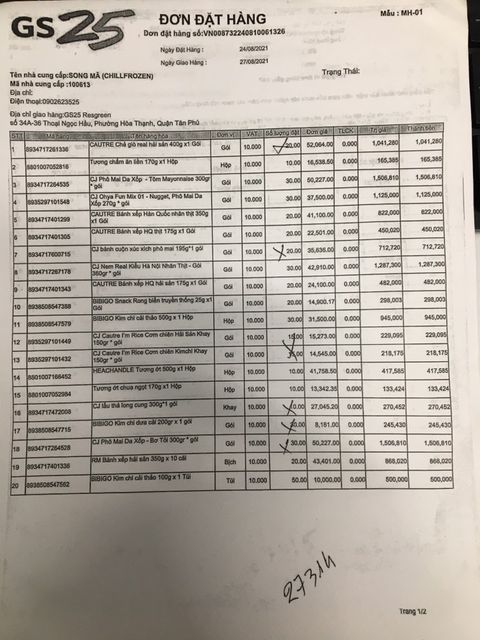 GS25
ĐƠN ĐẶT HÀNG
Mẫu : MH-01
Đơn đặt hàng số:VN00873224081006 1326
Ngày Đặt Hàng : 24/08/2021
Ngày Giao Hàng : 27/08/2021
Tên nhà cung cấp:SONG MÃ (CHILLFROZEN)
Trạng Thái:
Mã nhà cung cấp :100613
Địa chỉ:
Điện thoại:0902623525
Địa chỉ giao hàng:GS25 Resgreen
số 34A-36 Thoại Ngọc Hầu, Phường Hòa Thạnh, Quận Tân Phú
STT Mã hàng Tên hàng hóa Đơn vị VAT Số lượng đặt Đơn giá TLCK Trị giá Thành tiền
1 8934717261338 CAUTRE Chả giò real hải sản 400g x1 Gói Gói 10.000 20.00 52,064.00 0.000 1,041,280 1,041,280
2 8801007052816 Tương chấm ăn liền 170g x1 Hộp Hộp 10.000 10.00 16,538.50 0.000 165,385 165,385
3 8934717264535 CJ Phô Mai Da Xốp - Tôm Mayonnaise 300gr * gói Gói 10.000 30.00 50,227.00 0.000 1,506,810 1,506,810
4 8935297101548 CJ Ohya Fun Mix 01 - Nugget, Phô Mai Da Xốp 270g * gói Gói 10.000 30.00 37,500.00 0.000 1,125,000 1,125,000
5 8934717401299 CAUTRE Bánh xếp Hàn Quốc nhân thịt 350g x1 Gói Gói 10.000 20.00 41,100.00 0.000 822,000 822,000
6 8934717401305 CAUTRE Bánh xếp HQ thịt 175g x1 Gói Gói 10.000 20.00 22,501.00 0.000 450,020 450,020
7 8934717600715 CJ bánh cuộn xúc xích phô mai 195g*1 gói Gói 10.000 20.00 35,636.00 0.000 712,720 712,720
8 8934717267178 CJ Nem Real Kiểu Hà Nội Nhân Thịt - Gói 360gr * gói Gói 10.000 30.00 42,910.00 0.000 1,287,300 1,287,300
9 8934717401343 CAUTRE Bánh xếp HQ hải sản 175g x1 Gói Gói 10.000 20.00 24,100.00 0.000 482,000 482,000
10 8938508547388 BIBIGO Snack Rong biển truyền thống 25g x1 Gói Gói 10.000 20.00 14,900.17 0.000 298,003 298,003
11 8938508547579 BIBIGO Kim chi cải thảo 500g x1 Hộp Hộp 10.000 30.00 31,500.00 0.000 945,000 945,000
12 8935297101449 CJ Cautre I'm Rice Cơm chiên Hải Sản Khay 150gr * gói Gói 10.000 15.00 15,273.00 0.000 229,095 229,095
13 8935297101432 CJ Cautre I'm Rice Cơm chiên Kimchi Khay 150gr * gói Gói 10.000 14,545.00 0.000 218,175 218,175
14 8801007166452 HEACHANDLE Tương ớt 500g x1 Hộp Hộp 10.000 10.00 41,758.50 0.000 417,585 417,585
15 8801007052984 Tương ớt chua ngọt 170g x1 Hộp Hộp 10.000 10.00 13,342.35 0.000 133,424 133,424
16 8934717472008 CJ lẩu thả long cung 300g*1 gói Khay 10.000 27,045.20 0.000 270,452 270,452
17 8938508547715 BIBIGO Kim chi dưa cải 200g x 1 gói Gói 10.000 8,181.00 0.000 245,430 245,430
18 8934717264528 CJ Phô Mai Da Xốp - Bơ Tỏi 300gr * gói Gói 10.000 30.00 50,227.00 0.000 1,506,810 1,506,810
19 8934717401338 RM Bánh xếp hải sản 350g x 10 cái Bịch 10.000 20.00 43,401.00 0.000 868,020 868,020
20 8938508547562 BIBIGO Kim chi cải thảo 100g x 1 Túi Túi 10.000 50.00 10,000.00 0.000 500,000 500,000
27314
Trang 1/2